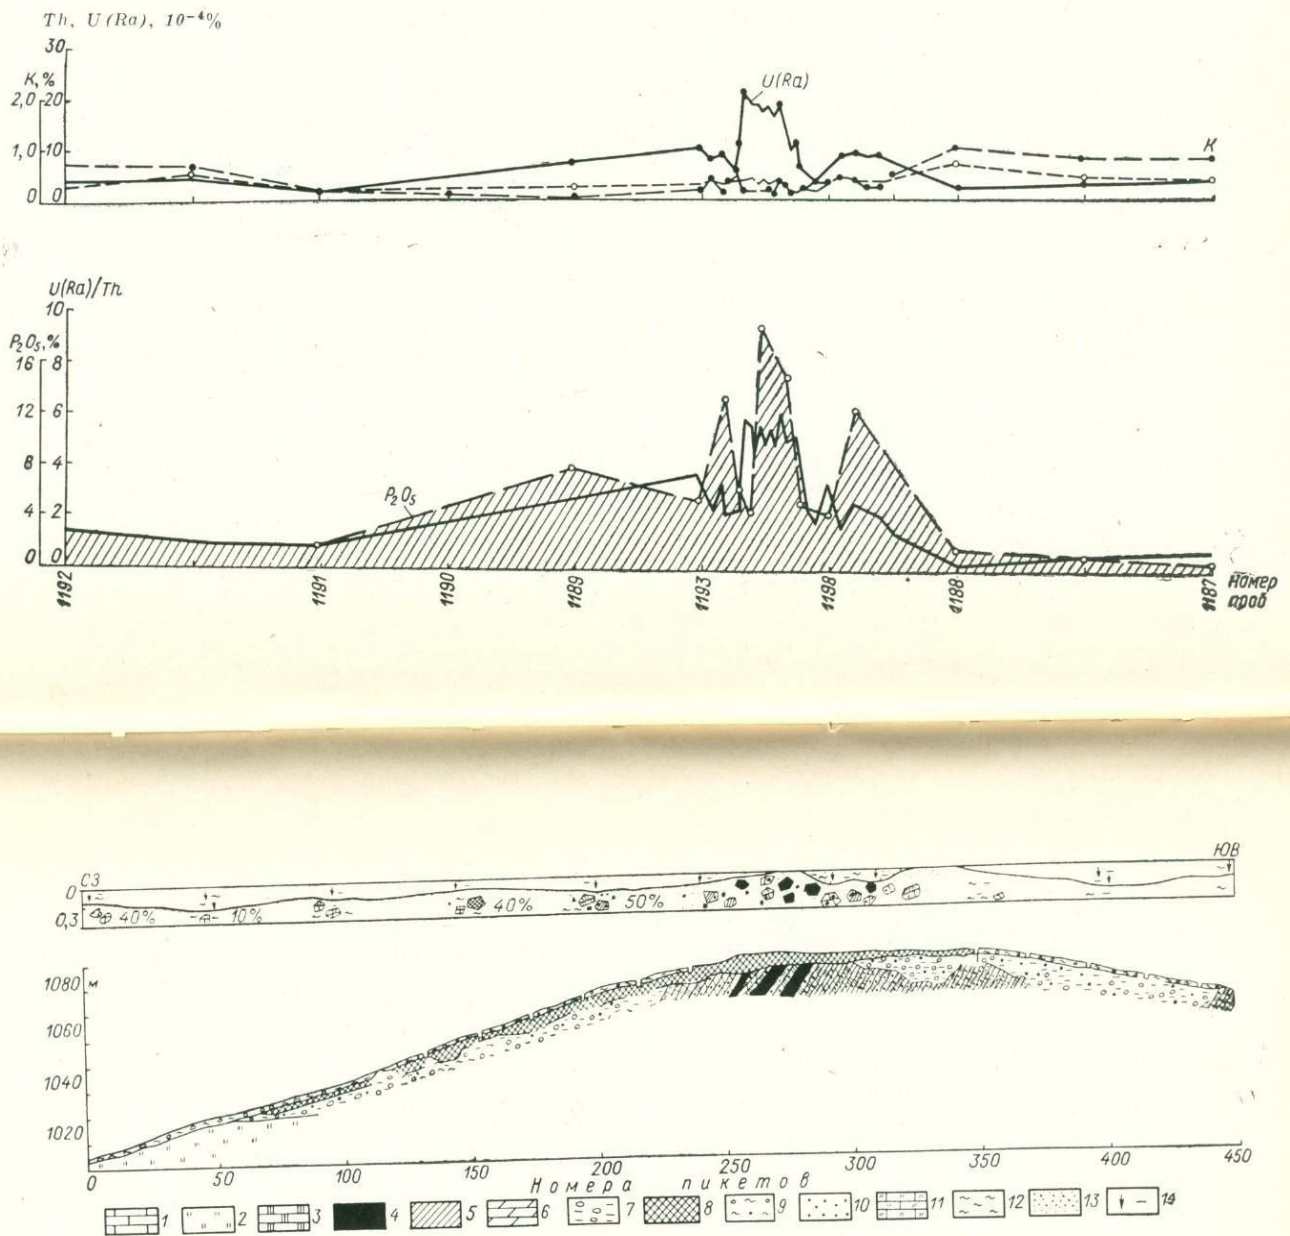 Th, U (Ra), 10⁻⁴%
30
K,%
2,0 20
1,0 10
0 0
U(Ra)
K
U(Ra)/Th
10
P₂O₅,%
16 8
12 6
8 4
4 2
0 0
P₂O₅
1192 1191 1190 1189 1193 1198 1188 1187
Номер
проб
СЗ ЮВ
0
0,3
40% 10% 40% 50%
м
1080
1060
1040
1020
0 50 100 150 200 250 300 350 400 450
Номера пикетов
1 2 3 4 5 6 7 8 9 10 11 12 13 14